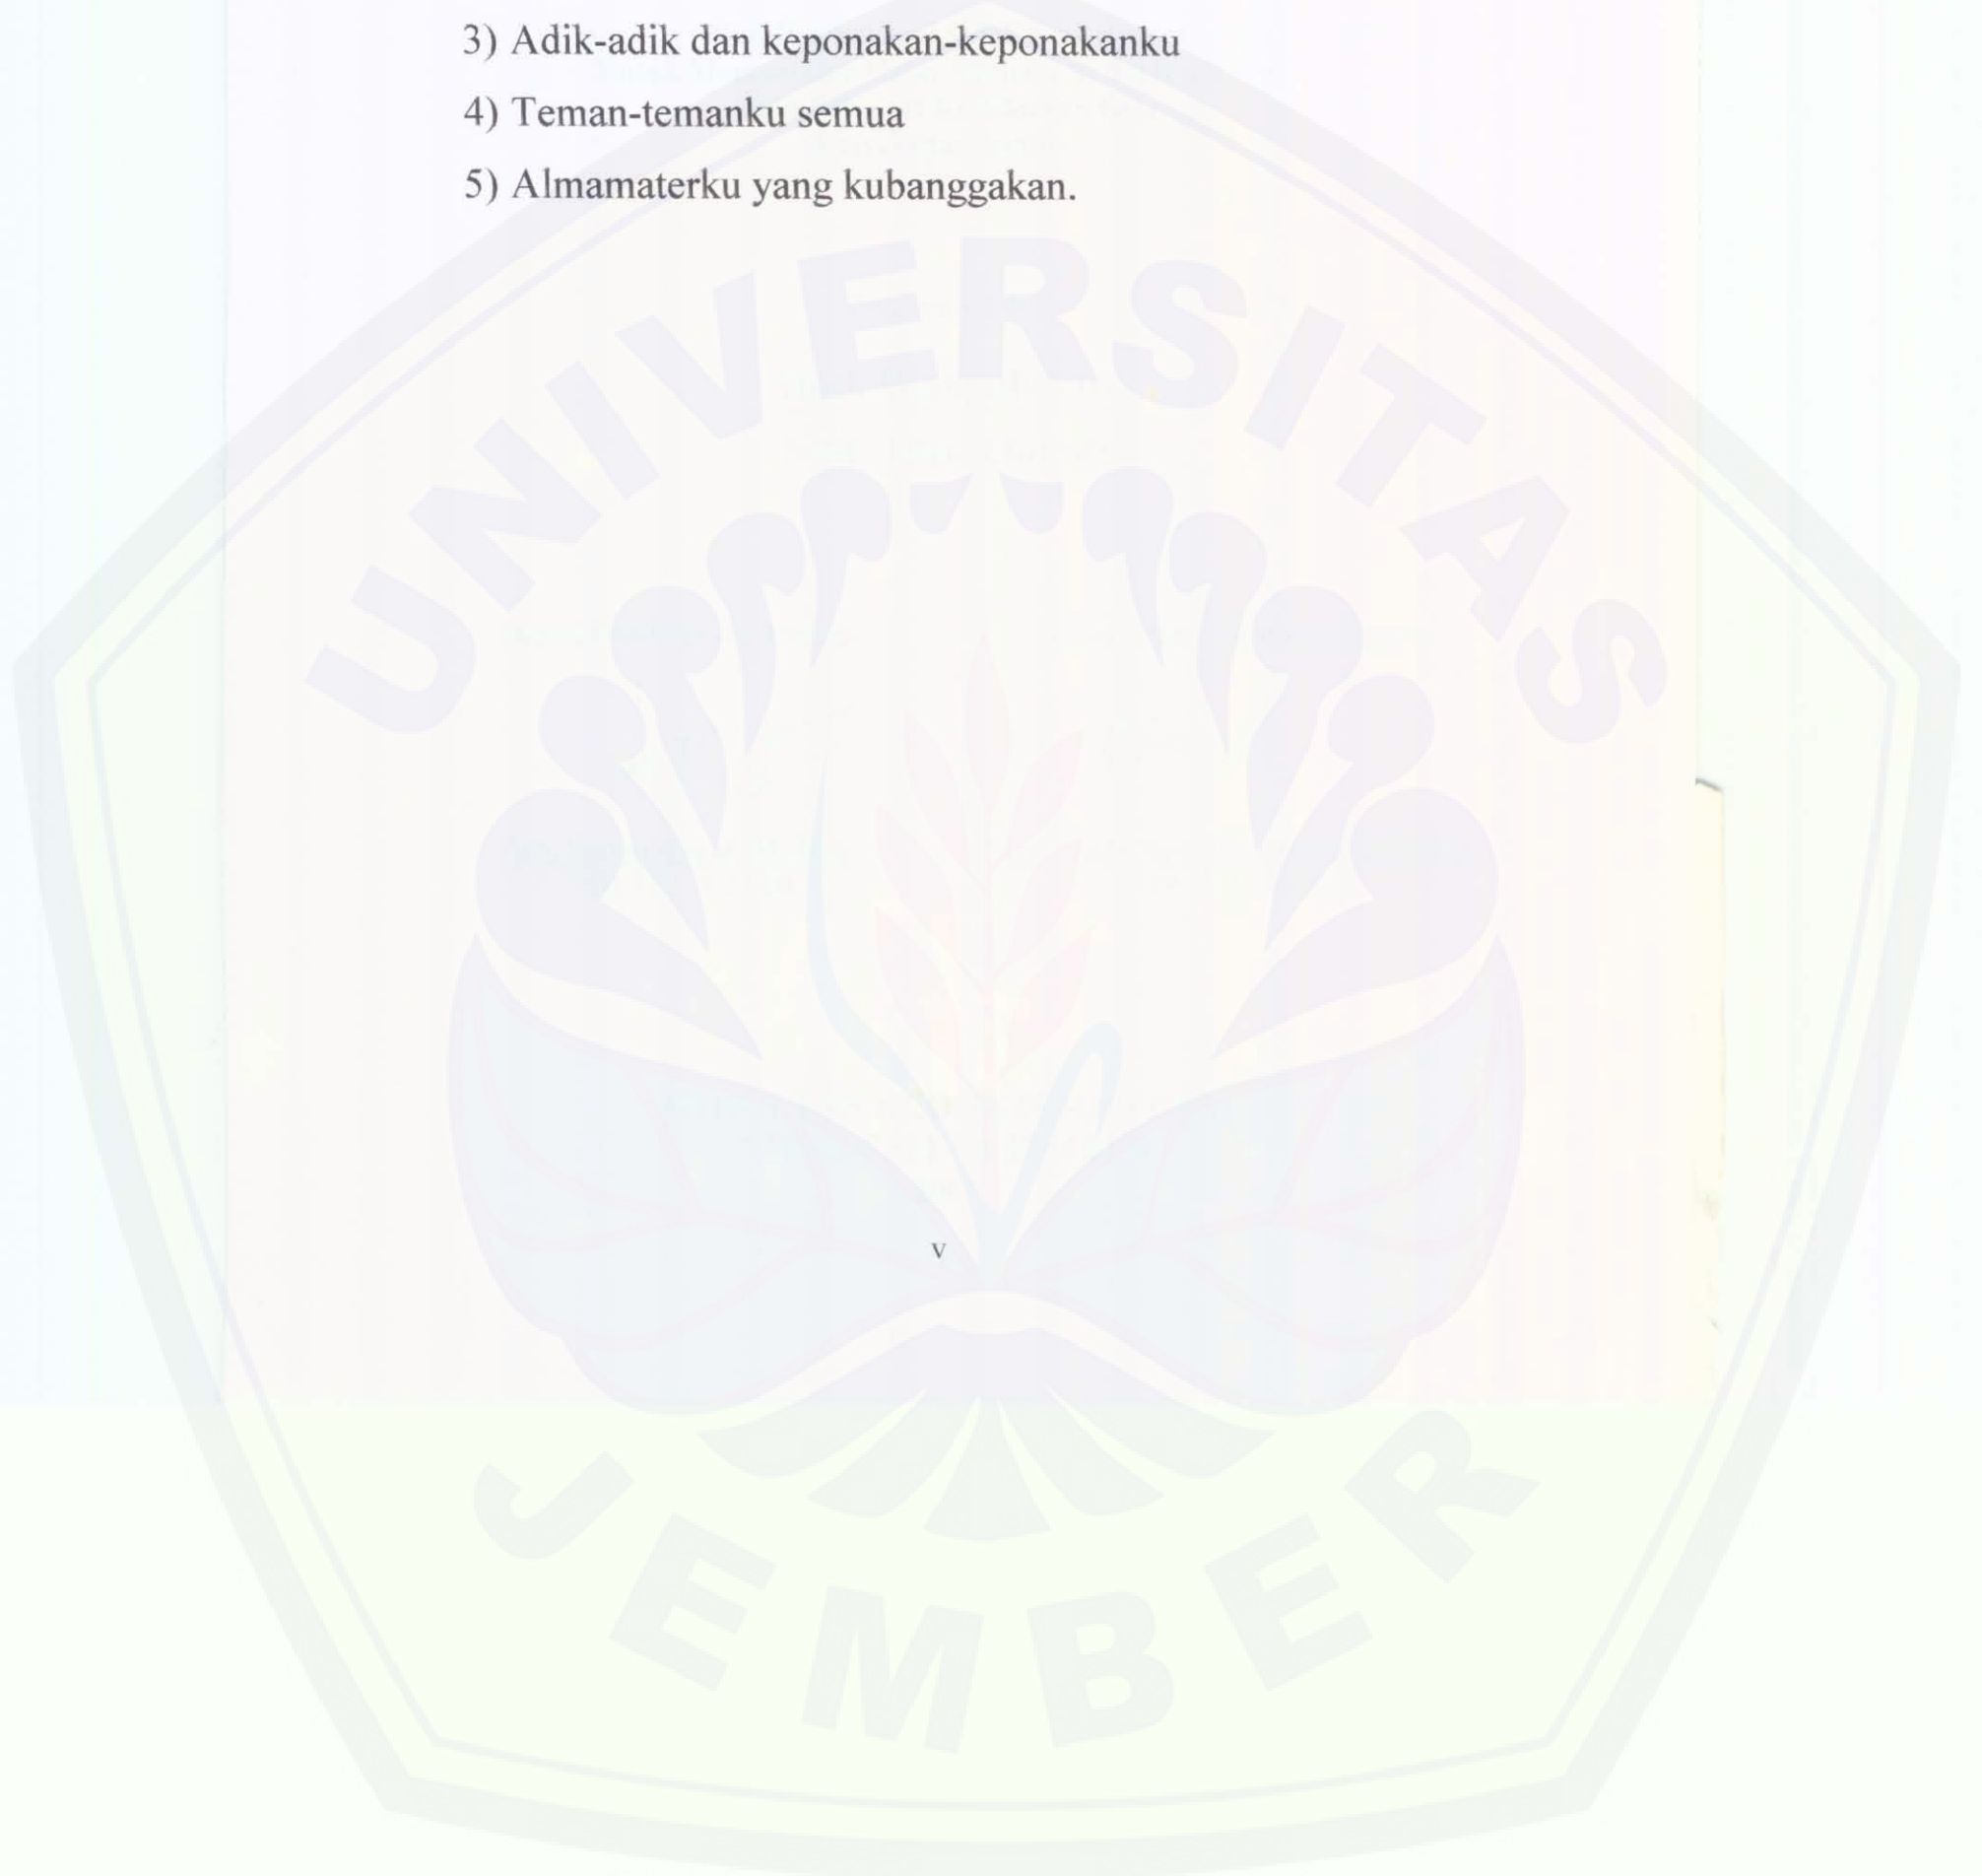 3) Adik-adik dan keponakan-keponakanku
4) Teman-temanku semua
5) Almamaterku yang kubanggakan.
UNIVERSITAS
v
JEMBER